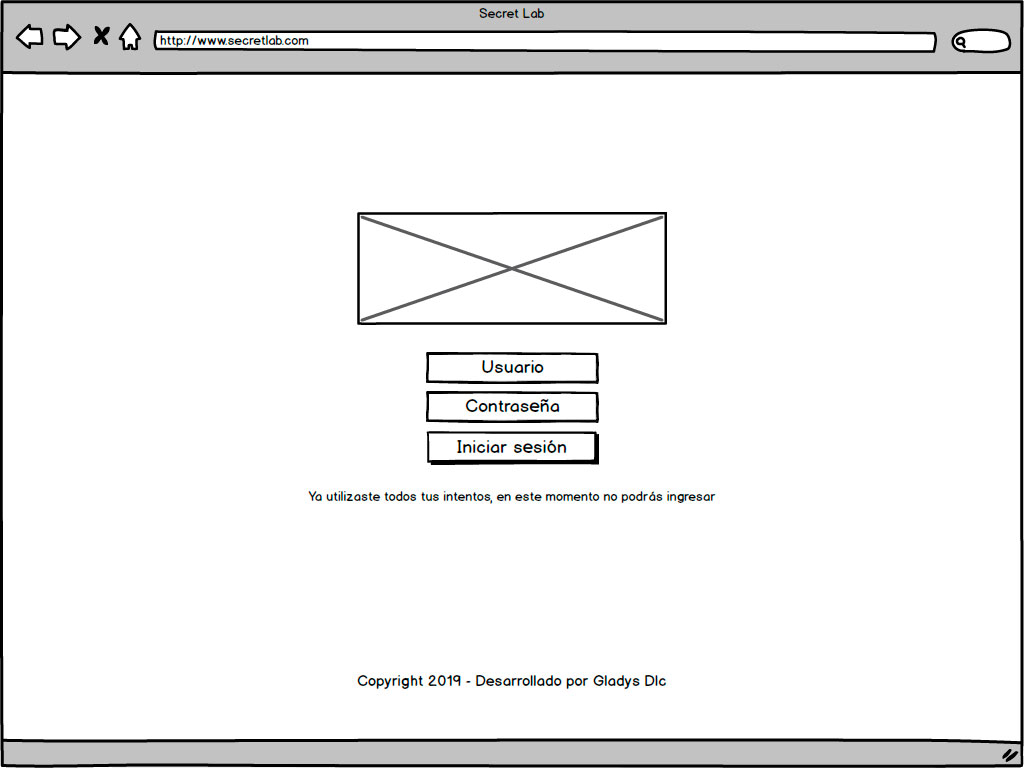 Secret Lab
http://www.secretlab.com
Usuario
Contraseña
Iniciar sesión
Ya utilizaste todos tus intentos, en este momento no podrás ingresar
Copyright 2019 - Desarrollado por Gladys Dlc